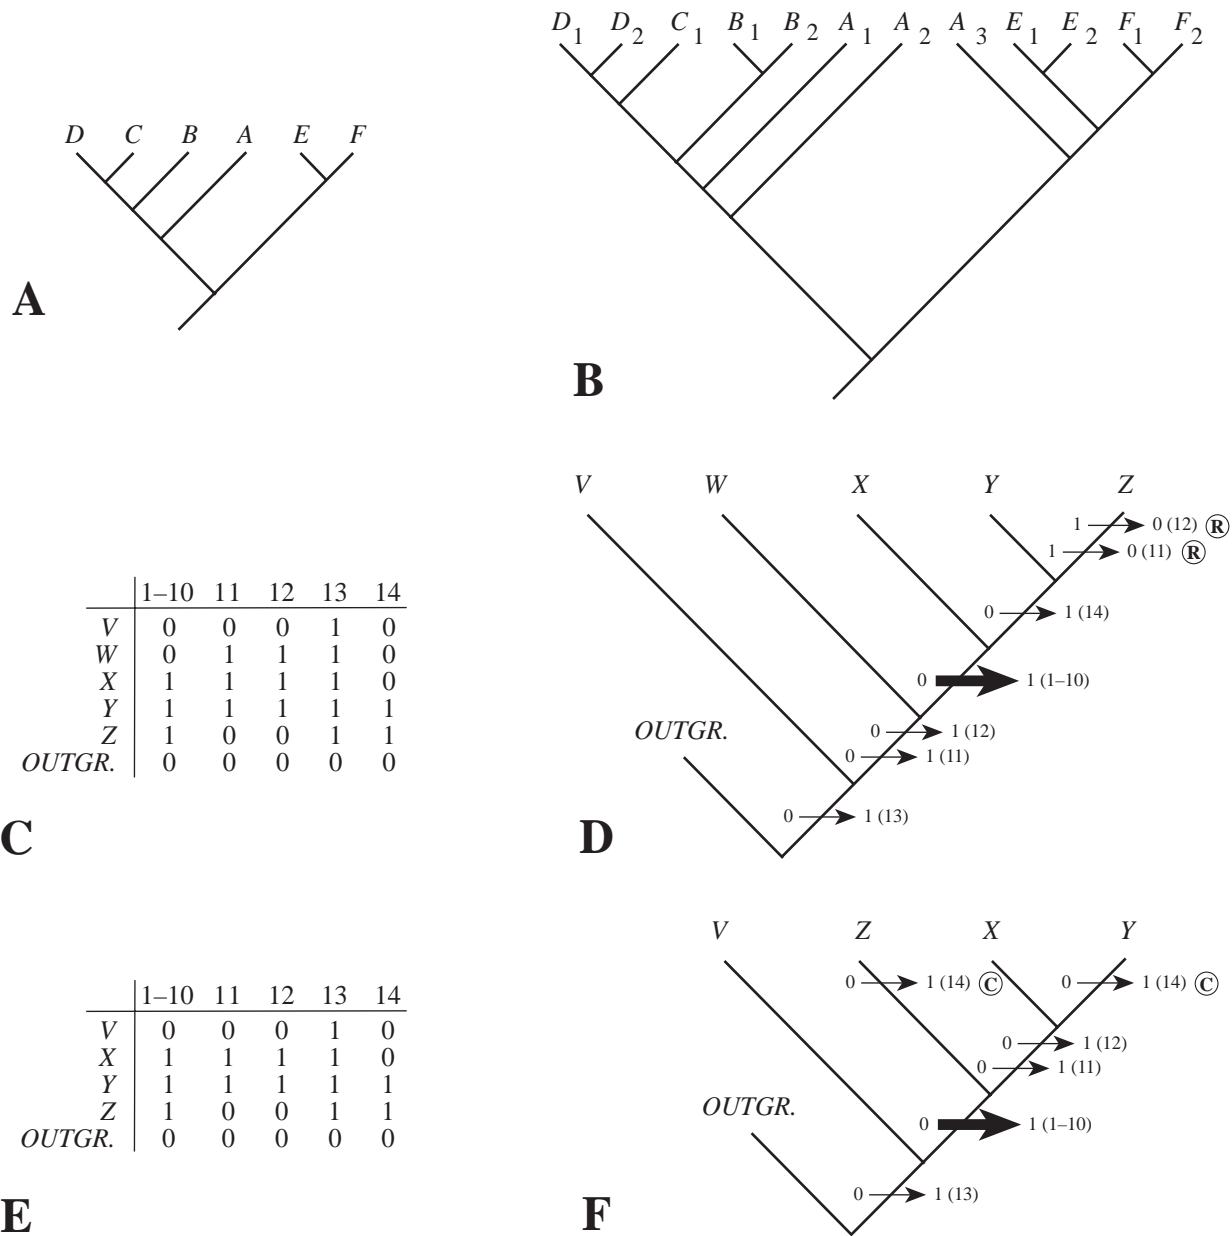 D C B A E F
A
D1 D2 C1 B1 B2 A1 A2 A3 E1 E2 F1 F2
B
1–10 11 12 13 14
V 0 0 0 1 0
W 0 1 1 1 0
X 1 1 1 1 0
Y 1 1 1 1 1
Z 1 0 0 1 1
OUTGR. 0 0 0 0 0
C
V W X Y Z
1 0 (12) R
1 0 (11) R
0 1 (14)
0 1 (1–10)
OUTGR.
0 1 (12)
0 1 (11)
0 1 (13)
D
1–10 11 12 13 14
V 0 0 0 1 0
X 1 1 1 1 0
Y 1 1 1 1 1
Z 1 0 0 1 1
OUTGR. 0 0 0 0 0
E
V Z X Y
0 1 (14) C 0 1 (14) C
0 1 (12)
0 1 (11)
OUTGR.
0 1 (1–10)
0 1 (13)
F